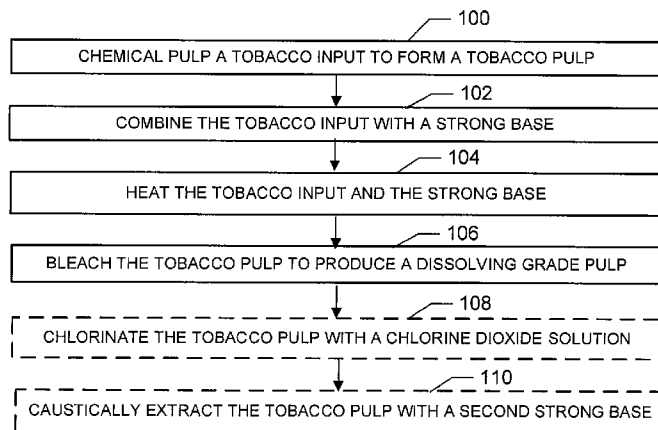 100
CHEMICAL PULP A TOBACCO INPUT TO FORM A TOBACCO PULP
102
COMBINE THE TOBACCO INPUT WITH A STRONG BASE
104
HEAT THE TOBACCO INPUT AND THE STRONG BASE
106
BLEACH THE TOBACCO PULP TO PRODUCE A DISSOLVING GRADE PULP
108
CHLORINATE THE TOBACCO PULP WITH A CHLORINE DIOXIDE SOLUTION
110
CAUSTICALLY EXTRACT THE TOBACCO PULP WITH A SECOND STRONG BASE